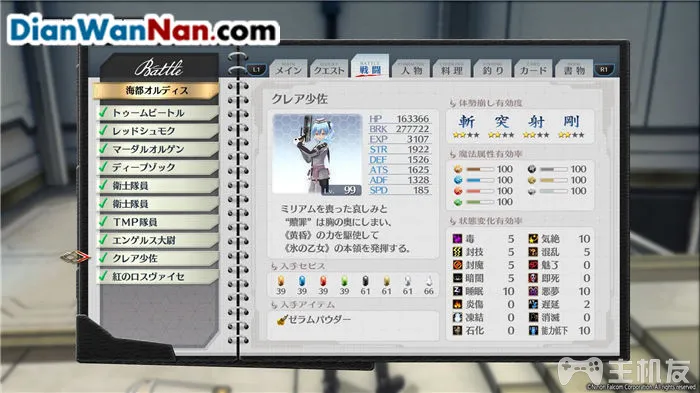 DianWanNan.com
Battle
海都オルディス
トゥームビートル
レッドシュモク
マーダルオルゲン
ディープゾック
衛士隊員
衛士隊員
TMP隊員
エンゲルス大尉
クレア少佐
紅のロスヴァイセ
L1
メイン
クエスト
BATTLE
戦闘
人物
料理
釣り
カード
書物
R1
クレア少佐
HP 163366
BRK 277722
EXP 3107
STR 1922
DEF 1526
ATS 1625
ADF 1328
SPD 185
Lv. 99
ミリアムを喪った哀しみと
“贖罪”は胸の奥にしまい、
《黄昏》の力を駆使して
《氷の乙女》の本領を発揮する。
入手セピス
39 39 39 39 61 61 61 66
入手アイテム
ゼラムパウダー
体勢崩し有効度
斬 突 射 剛
魔法属性有効率
100 100
100 100
100 100
100
状態変化有効率
毒 5 気絶 10
封技 5 混乱 5
封魔 5 魅了 0
暗闇 5 即死 0
睡眠 10 悪夢 10
炎傷 0 遅延 2
凍結 0 消滅 0
石化 0 能力低下 10
主机友
©Nihon Falcom Corporation. All rights reserved.